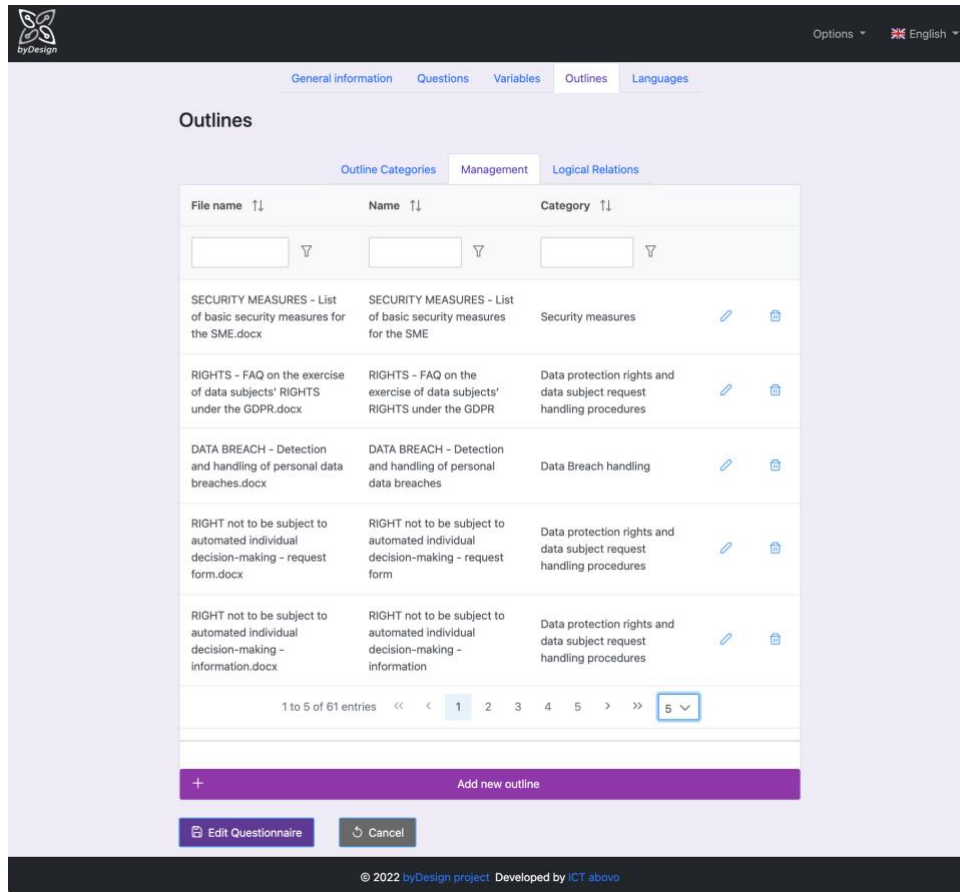 byDesign
Options
English
General information Questions Variables Outlines Languages
Outlines
Outline Categories Management Logical Relations
File name Name Category
SECURITY MEASURES - List
of basic security measures for
the SME.docx
SECURITY MEASURES - List
of basic security measures
for the SME
Security measures
RIGHTS - FAQ on the exercise
of data subjects' RIGHTS
under the GDPR.docx
RIGHTS - FAQ on the
exercise of data subjects'
RIGHTS under the GDPR
Data protection rights and
data subject request
handling procedures
DATA BREACH - Detection
and handling of personal data
breaches.docx
DATA BREACH - Detection
and handling of personal
data breaches
Data Breach handling
RIGHT not to be subject to
automated individual
decision-making - request
form.docx
RIGHT not to be subject to
automated individual
decision-making - request
form
Data protection rights and
data subject request
handling procedures
RIGHT not to be subject to
automated individual
decision-making -
information.docx
RIGHT not to be subject to
automated individual
decision-making -
information
Data protection rights and
data subject request
handling procedures
1 to 5 of 61 entries << < 1 2 3 4 5 > >> 5
+ Add new outline
Edit Questionnaire Cancel
© 2022 byDesign project Developed by ICT abovo